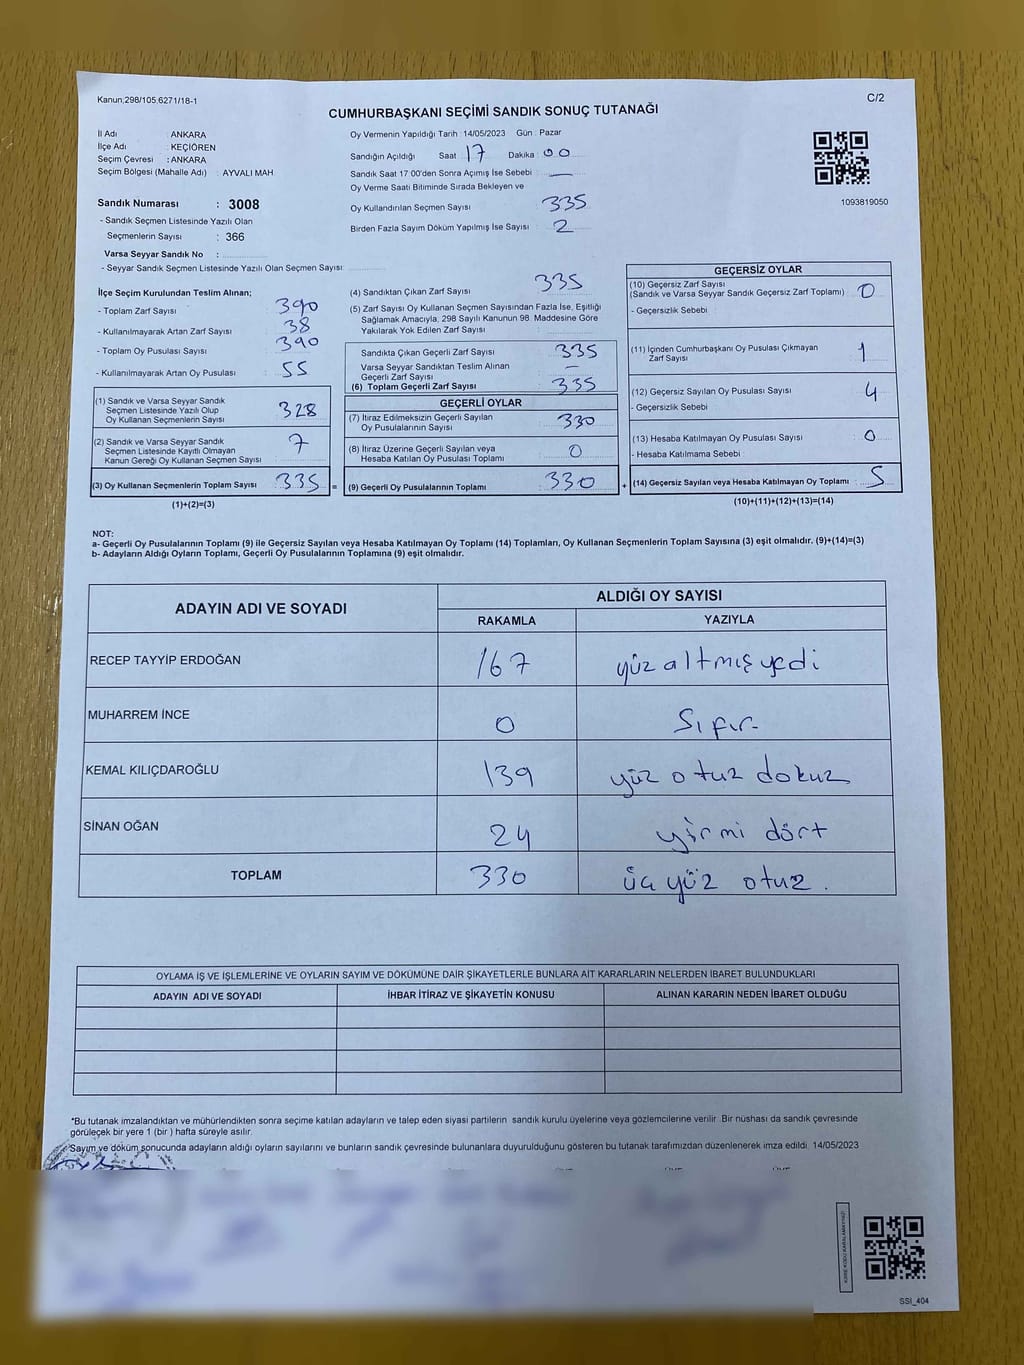 Kanun;298/105,6271/18-1
C/2
CUMHURBAŞKANI SEÇİMİ SANDIK SONUÇ TUTANAĞI
İl Adı ANKARA
İlçe Adı : KEÇİÖREN
Seçim Çevresi : ANKARA
Seçim Bölgesi (Mahalle Adı) : AYVALI MAH.
Sandık Numarası : 3008
- Sandık Seçmen Listesinde Yazılı Olan
Seçmenlerin Sayısı : 366
Varsa Seyyar Sandık No :
- Seyyar Sandık Seçmen Listesinde Yazılı Olan Seçmen Sayısı:
Oy Vermenin Yapıldığı Tarih : 14/05/2023 Gün : Pazar
Sandığın Açıldığı Saat 17 Dakika : 00
Sandık Saat 17:00'den Sonra Açımış İse Sebebi : —
Oy Verme Saati Bitiminde Sırada Bekleyen ve
Oy Kullandırılan Seçmen Sayısı 335
Birden Fazla Sayım Döküm Yapılmış İse Sayısı : 2
1093819050
İlçe Seçim Kurulundan Teslim Alınan;
- Toplam Zarf Sayısı : 390
- Kullanılmayarak Artan Zarf Sayısı : 38
- Toplam Oy Pusulası Sayısı : 390
- Kullanılmayarak Artan Oy Pusulası : 55
(1) Sandık ve Varsa Seyyar Sandık
Seçmen Listesinde Yazılı Olup
Oy Kullanan Seçmenlerin Sayısı : 328
(2) Sandık ve Varsa Seyyar Sandık
Seçmen Listesinde Kayıtlı Olmayan
Kanun Gereği Oy Kullanan Seçmen Sayısı : 7
(3) Oy Kullanan Seçmenlerin Toplam Sayısı : 335 =
(1)+(2)=(3)
(4) Sandıktan Çıkan Zarf Sayısı : 335
(5) Zarf Sayısı Oy Kullanan Seçmen Sayısından Fazla İse, Eşitliği
Sağlamak Amacıyla, 298 Sayılı Kanunun 98. Maddesine Göre
Yakılarak Yok Edilen Zarf Sayısı :
Sandıkta Çıkan Geçerli Zarf Sayısı : 335
Varsa Seyyar Sandıktan Teslim Alınan
Geçerli Zarf Sayısı : —
(6) Toplam Geçerli Zarf Sayısı : 335
GEÇERLİ OYLAR
(7) İtiraz Edilmeksizin Geçerli Sayılan
Oy Pusulalarının Sayısı : 330
(8) İtiraz Üzerine Geçerli Sayılan veya
Hesaba Katılan Oy Pusulası Toplamı : 0
(9) Geçerli Oy Pusulalarının Toplamı : 330 +
GEÇERSİZ OYLAR
(10) Geçersiz Zarf Sayısı
(Sandık ve Varsa Seyyar Sandık Geçersiz Zarf Toplamı) : 0
- Geçersizlik Sebebi :
(11) İçinden Cumhurbaşkanı Oy Pusulası Çıkmayan
Zarf Sayısı : 1
(12) Geçersiz Sayılan Oy Pusulası Sayısı : 4
- Geçersizlik Sebebi :
(13) Hesaba Katılmayan Oy Pusulası Sayısı : 0
- Hesaba Katılmama Sebebi :
(14) Geçersiz Sayılan veya Hesaba Katılmayan Oy Toplamı : 5
(10)+(11)+(12)+(13)=(14)
NOT:
a- Geçerli Oy Pusulalarının Toplamı (9) ile Geçersiz Sayılan veya Hesaba Katılmayan Oy Toplamı (14) Toplamları, Oy Kullanan Seçmenlerin Toplam Sayısına (3) eşit olmalıdır. (9)+(14)=(3)
b- Adayların Aldığı Oyların Toplamı, Geçerli Oy Pusulalarının Toplamına (9) eşit olmalıdır.
ADAYIN ADI VE SOYADI ALDIĞI OY SAYISI
RAKAMLA YAZIYLA
RECEP TAYYİP ERDOĞAN 167 yüz altmış yedi
MUHARREM İNCE 0 Sıfır
KEMAL KILIÇDAROĞLU 139 yüz otuz dokuz
SİNAN OĞAN 24 yirmi dört
TOPLAM 330 üç yüz otuz.
OYLAMA İŞ VE İŞLEMLERİNE VE OYLARIN SAYIM VE DÖKÜMÜNE DAİR ŞİKAYETLERLE BUNLARA AİT KARARLARIN NELERDEN İBARET BULUNDUKLARI
ADAYIN ADI VE SOYADI İHBAR İTİRAZ VE ŞİKAYETİN KONUSU ALINAN KARARIN NEDEN İBARET OLDUĞU
*Bu tutanak imzalandıktan ve mühürlendikten sonra seçime katılan adayların ve talep eden siyasi partilerin sandık kurulu üyelerine veya gözlemcilerine verilir. Bir nüshası da sandık çevresinde
görülecek bir yere 1 (bir ) hafta süreyle asılır.
Sayım ve döküm sonucunda adayların aldığı oyların sayılarını ve bunların sandık çevresinde bulunanlara duyurulduğunu gösteren bu tutanak tarafımızdan düzenlenerek imza edildi. 14/05/2023
SSI_404